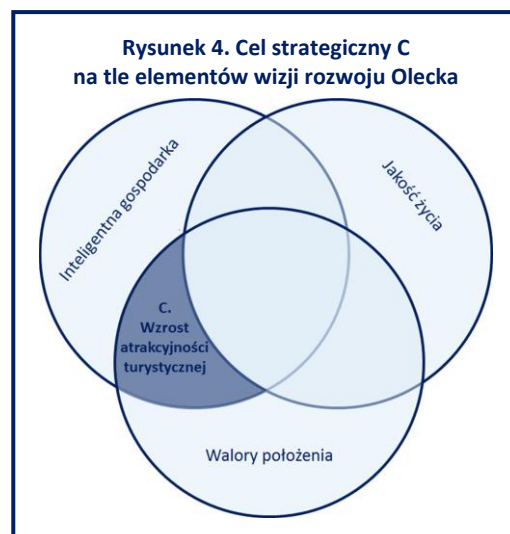 Rysunek 4. Cel strategiczny C
na tle elementów wizji rozwoju Olecka
Inteligentna gospodarka
Jakość życia
C.
Wzrost
atrakcyjności
turystycznej
Walory położenia